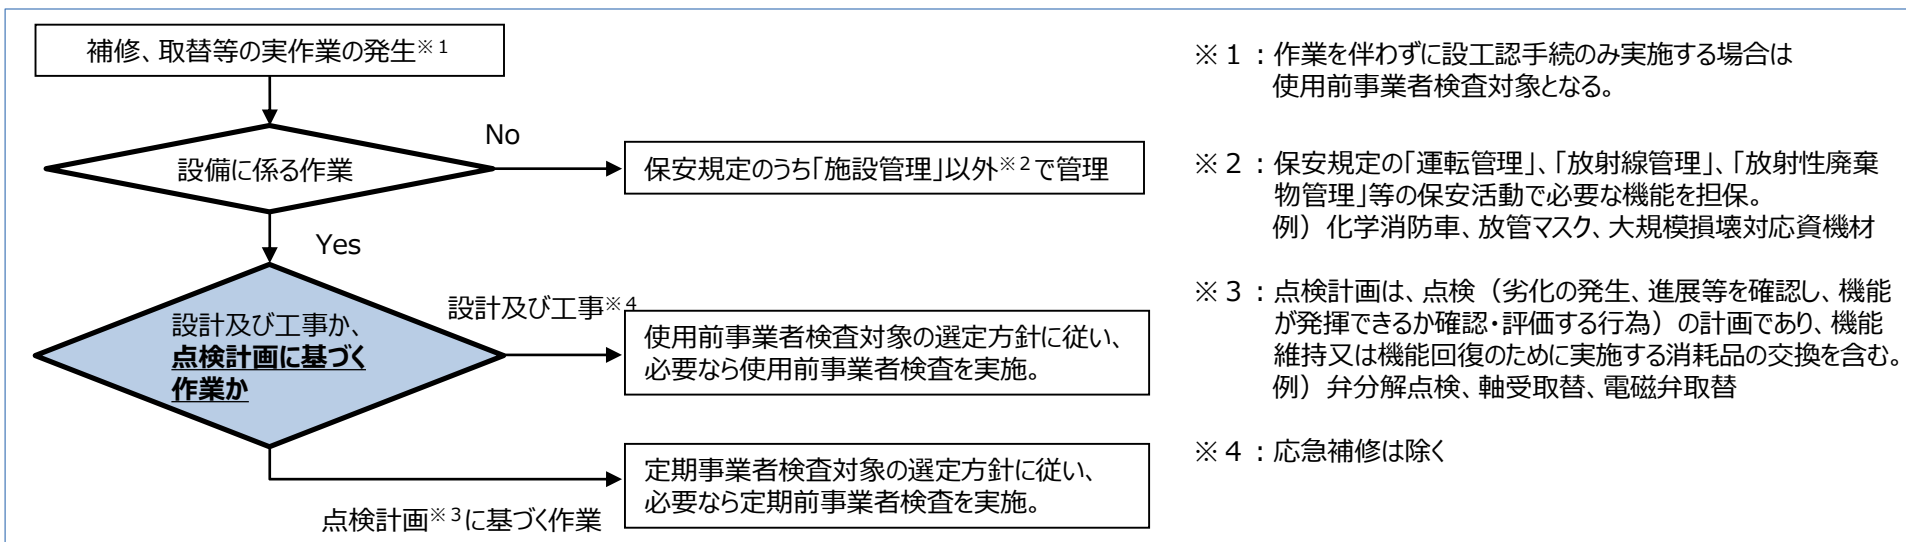 補修、取替等の実作業の発生※1
設備に係る作業
No
保安規定のうち「施設管理」以外※2で管理
Yes
設計及び工事か、
点検計画に基づく
作業か
設計及び工事※4
使用前事業者検査対象の選定方針に従い、
必要なら使用前事業者検査を実施。
定期事業者検査対象の選定方針に従い、
必要なら定期前事業者検査を実施。
点検計画※3に基づく作業
※1：作業を伴わずに設工認手続のみ実施する場合は
使用前事業者検査対象となる。
※2：保安規定の「運転管理」、「放射線管理」、「放射性廃棄
物管理」等の保安活動で必要な機能を担保。
例）化学消防車、放管マスク、大規模損壊対応資機材
※3：点検計画は、点検（劣化の発生、進展等を確認し、機能
が発揮できるか確認・評価する行為）の計画であり、機能
維持又は機能回復のために実施する消耗品の交換を含む。
例）弁分解点検、軸受取替、電磁弁取替
※4：応急補修は除く